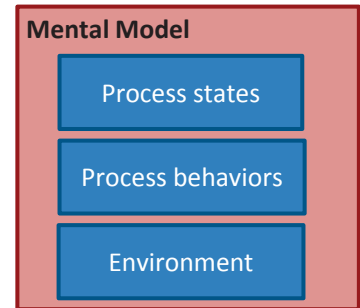 Mental Model
Process states
Process behaviors
Environment